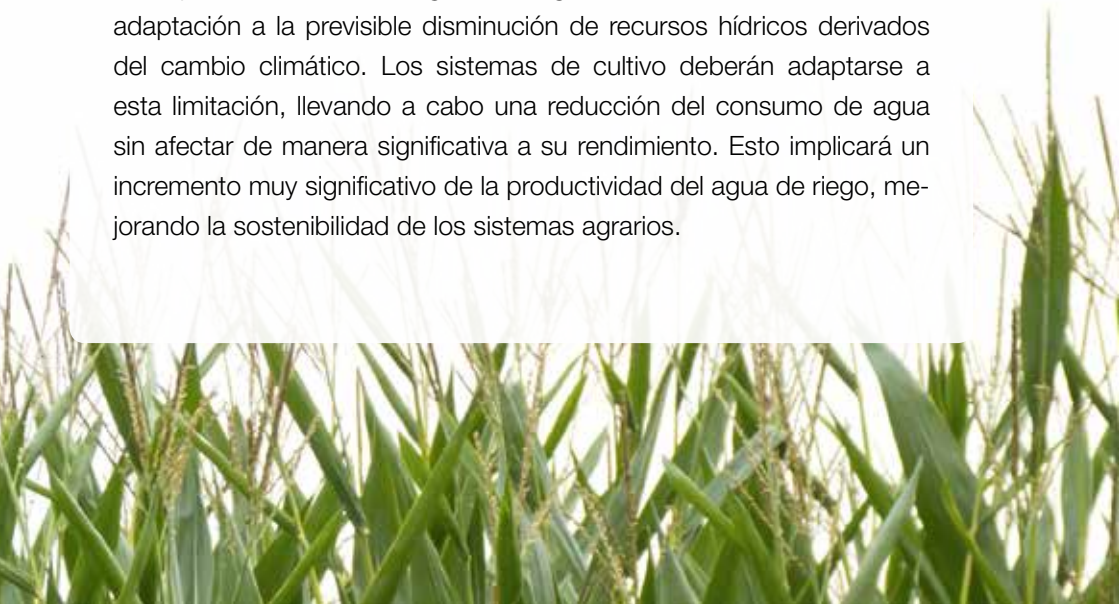 adaptación a la previsible disminución de recursos hídricos derivados
del cambio climático. Los sistemas de cultivo deberán adaptarse a
esta limitación, llevando a cabo una reducción del consumo de agua
sin afectar de manera significativa a su rendimiento. Esto implicará un
incremento muy significativo de la productividad del agua de riego, me-
jorando la sostenibilidad de los sistemas agrarios.